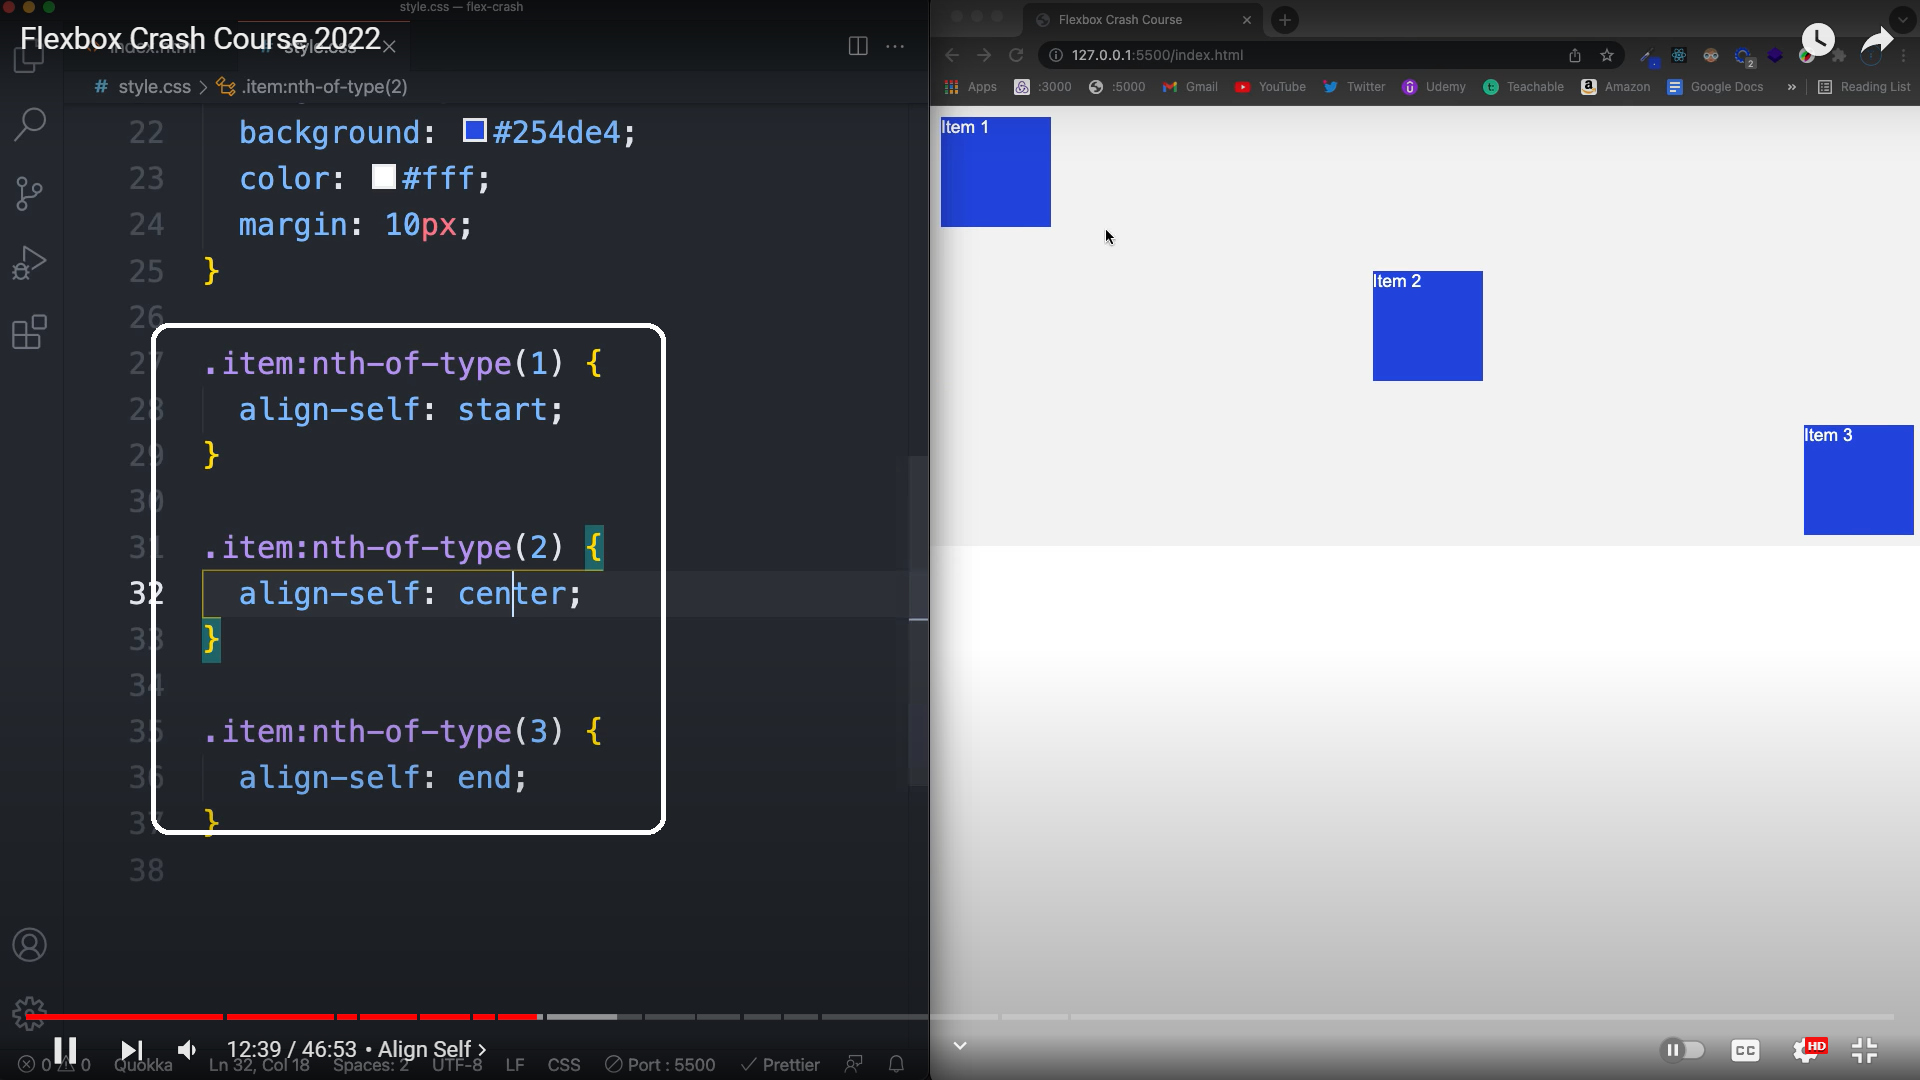 style.css — flex-crash
Flexbox Crash Course 2022
index.html
style.css
# style.css > .item:nth-of-type(2)
22 background: #254de4;
23 color: #fff;
24 margin: 10px;
25 }
26
27 .item:nth-of-type(1) {
28 align-self: start;
29 }
30
31 .item:nth-of-type(2) {
32 align-self: center;
33 }
34
35 .item:nth-of-type(3) {
36 align-self: end;
37 }
38
12:39 / 46:53 • Align Self >
0 0 Quokka Ln 32, Col 18 Spaces: 2 UTF-8 LF CSS Port : 5500 Prettier
Flexbox Crash Course
127.0.0.1:5500/index.html
2
Apps :3000 :5000 Gmail YouTube Twitter Udemy Teachable Amazon Google Docs » Reading List
Item 1
Item 2
Item 3
CC HD